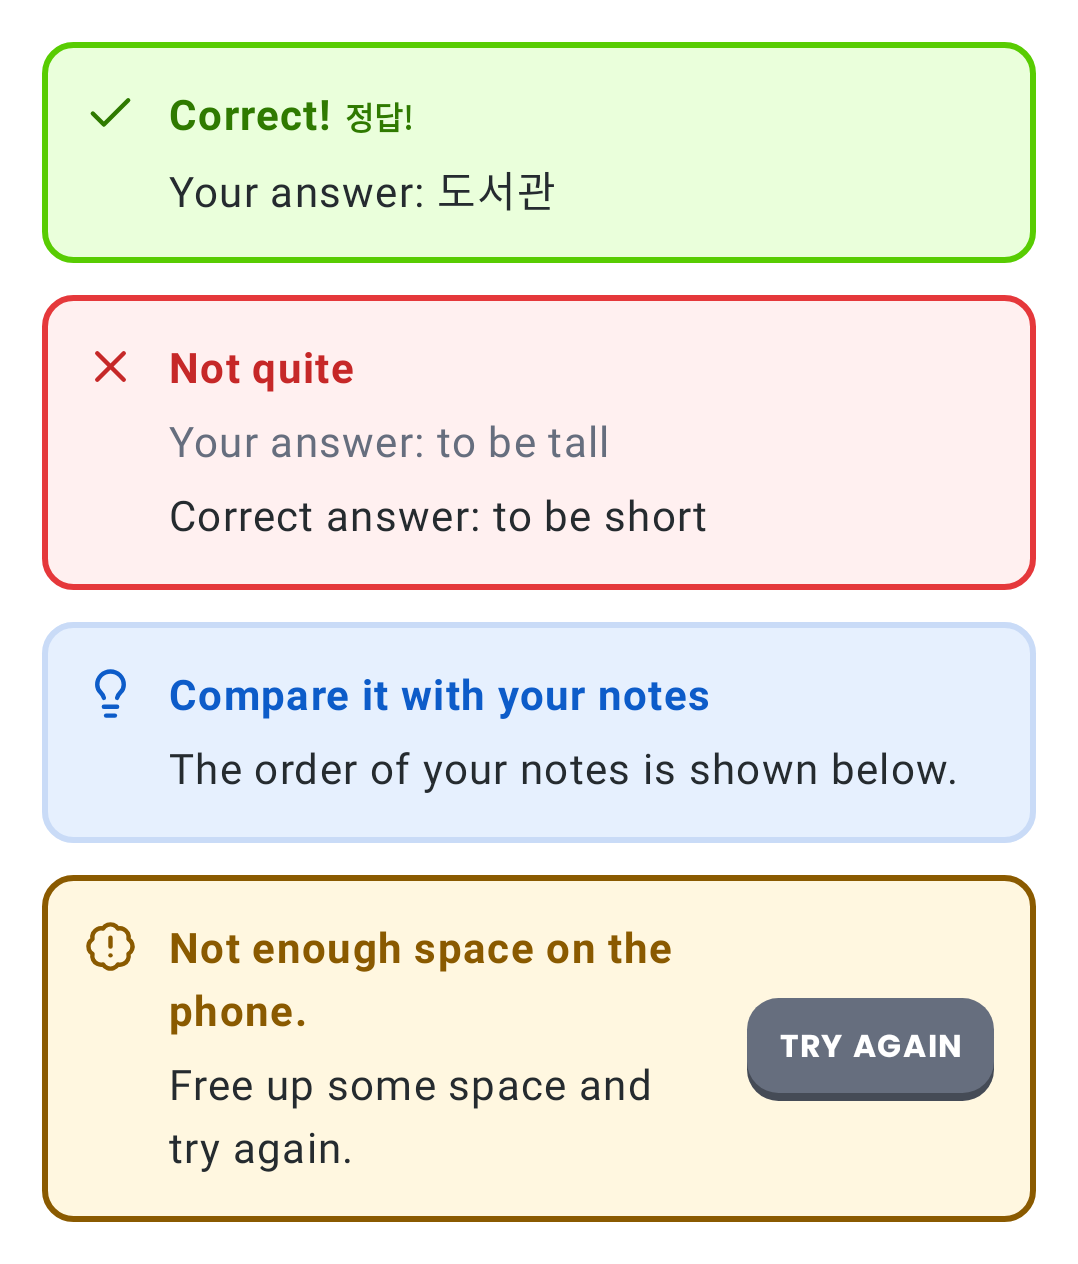 Correct! 정답!
Your answer: 도서관
Not quite
Your answer: to be tall
Correct answer: to be short
Compare it with your notes
The order of your notes is shown below.
Not enough space on the
phone.
Free up some space and
try again.
TRY AGAIN